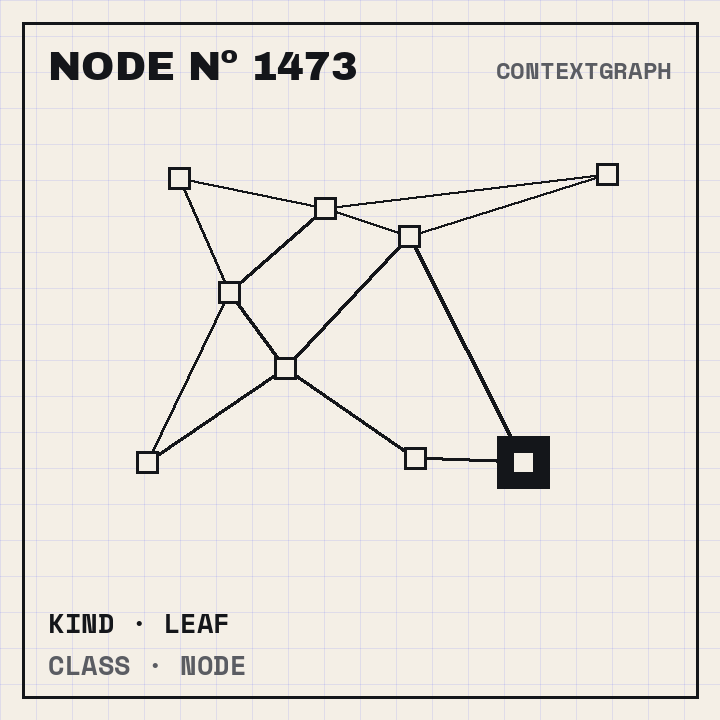 NODE Nº 1473
CONTEXTGRAPH
KIND · LEAF
CLASS · NODE